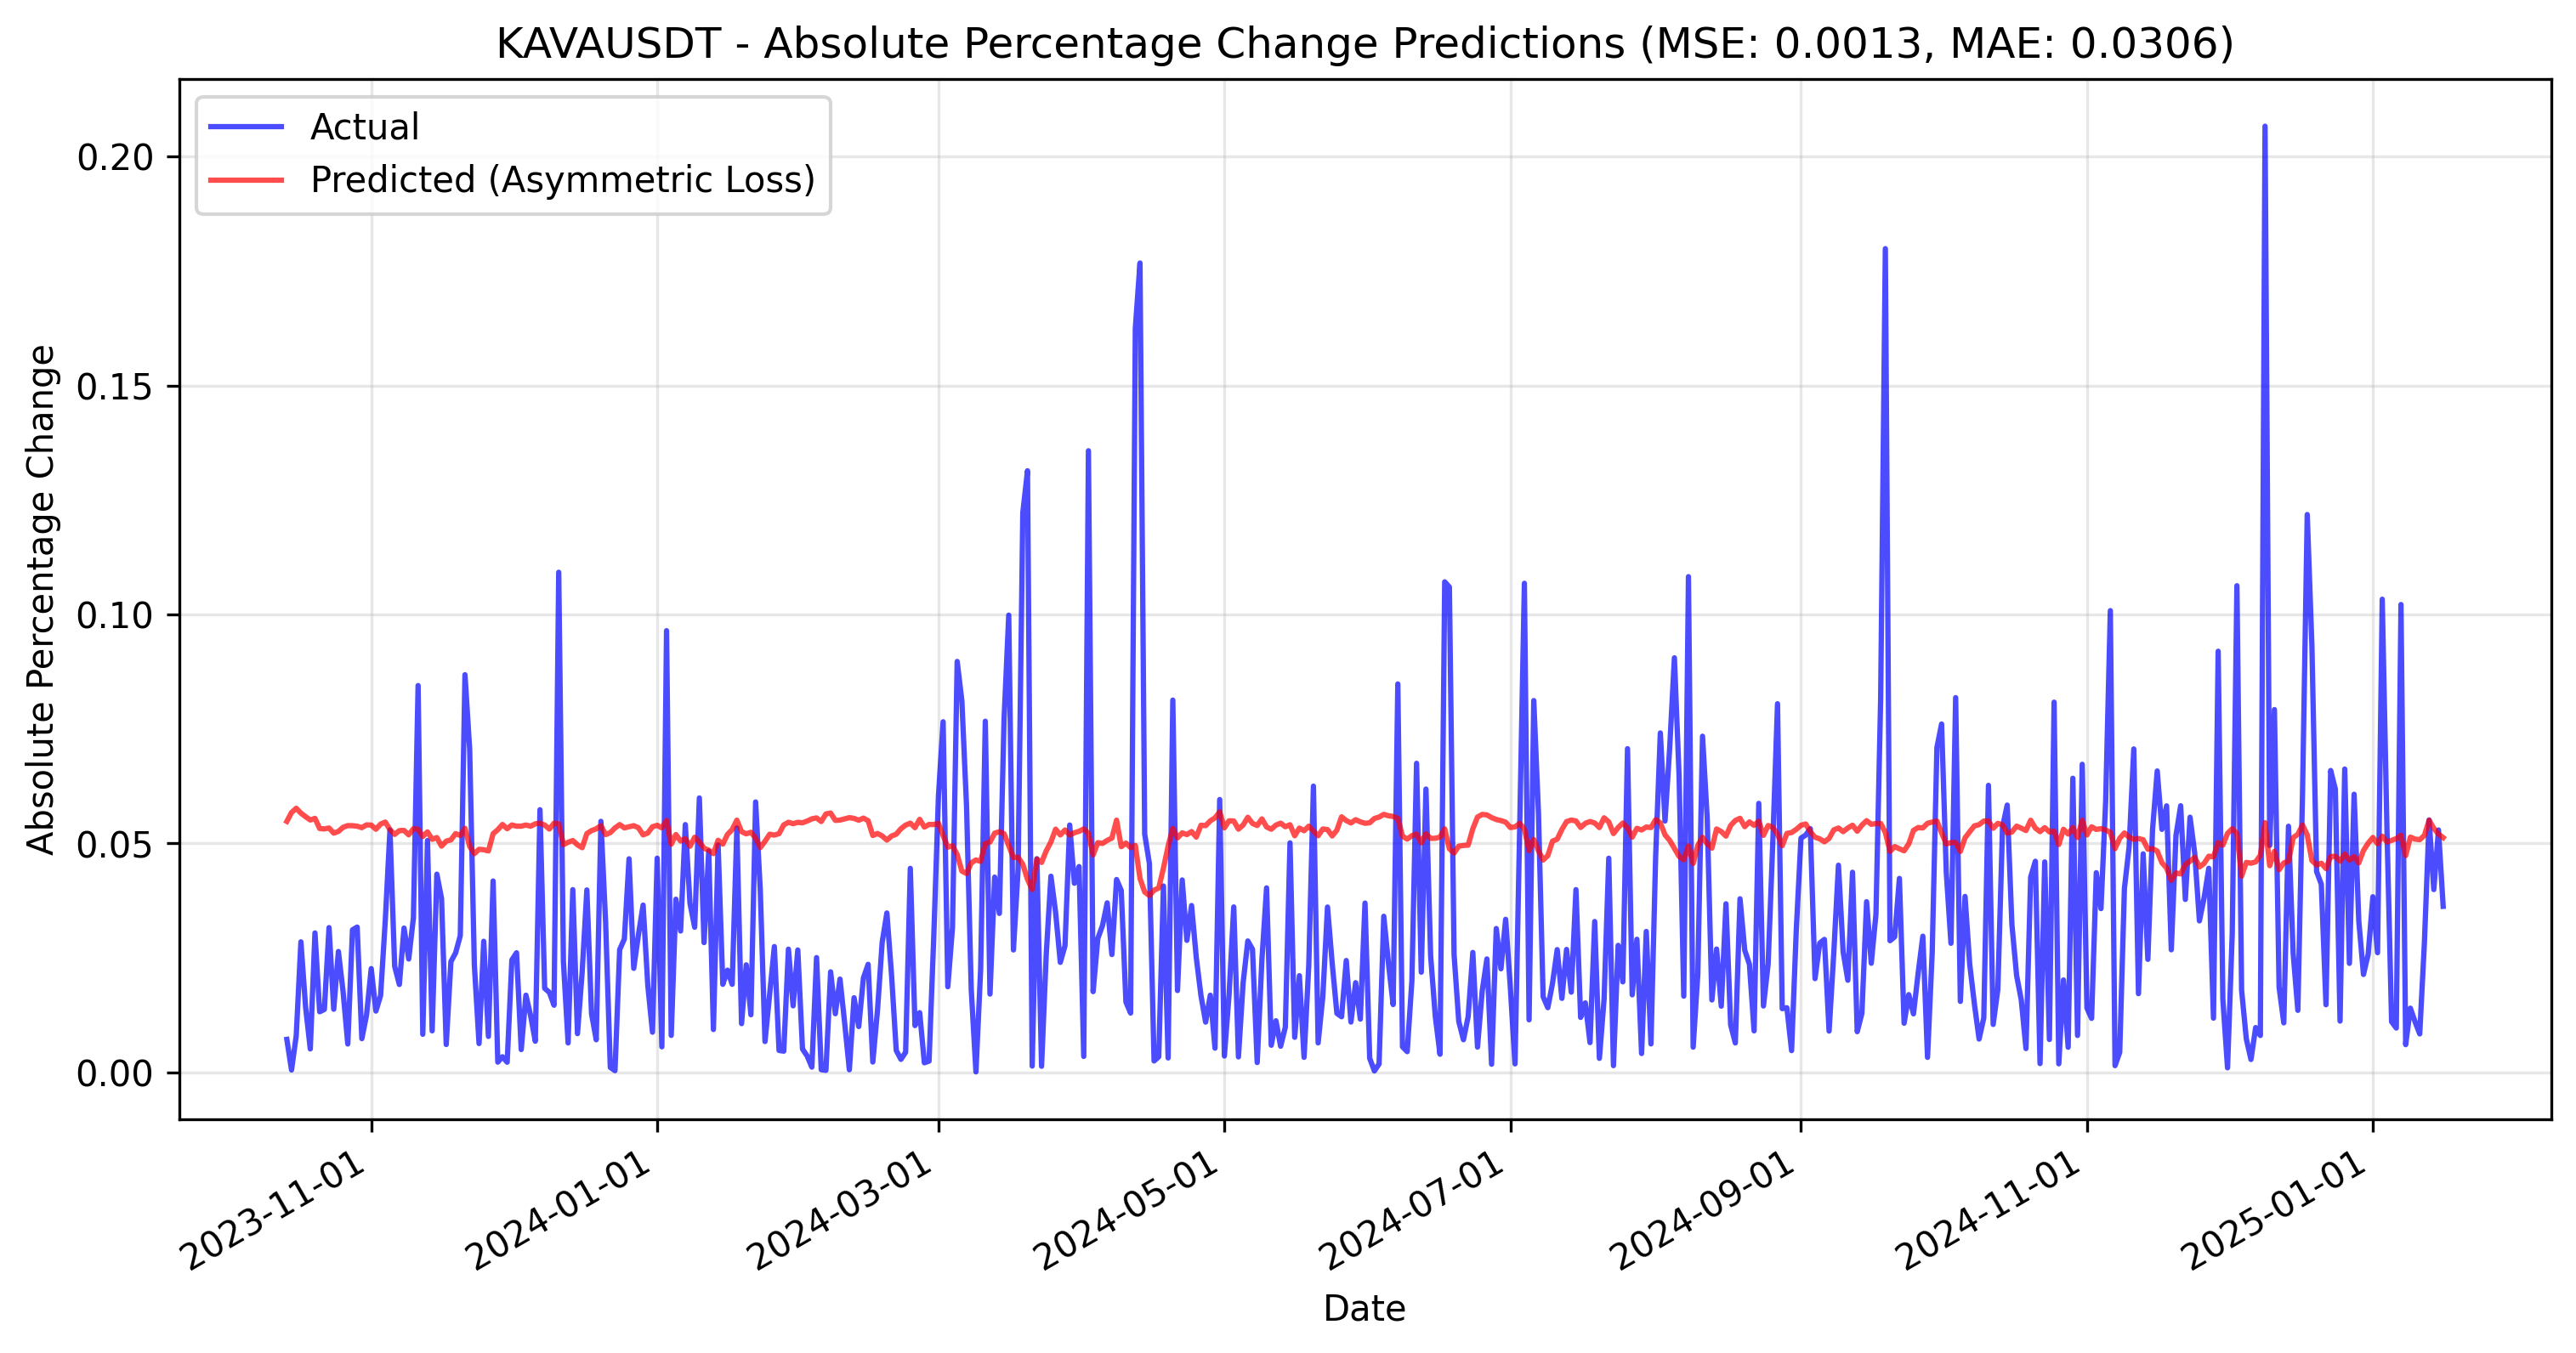 KAVAUSDT - Absolute Percentage Change Predictions (MSE: 0.0013, MAE: 0.0306)
Actual
Predicted (Asymmetric Loss)
Absolute Percentage Change
0.20
0.15
0.10
0.05
0.00
2023-11-01
2024-01-01
2024-03-01
2024-05-01
2024-07-01
2024-09-01
2024-11-01
2025-01-01
Date